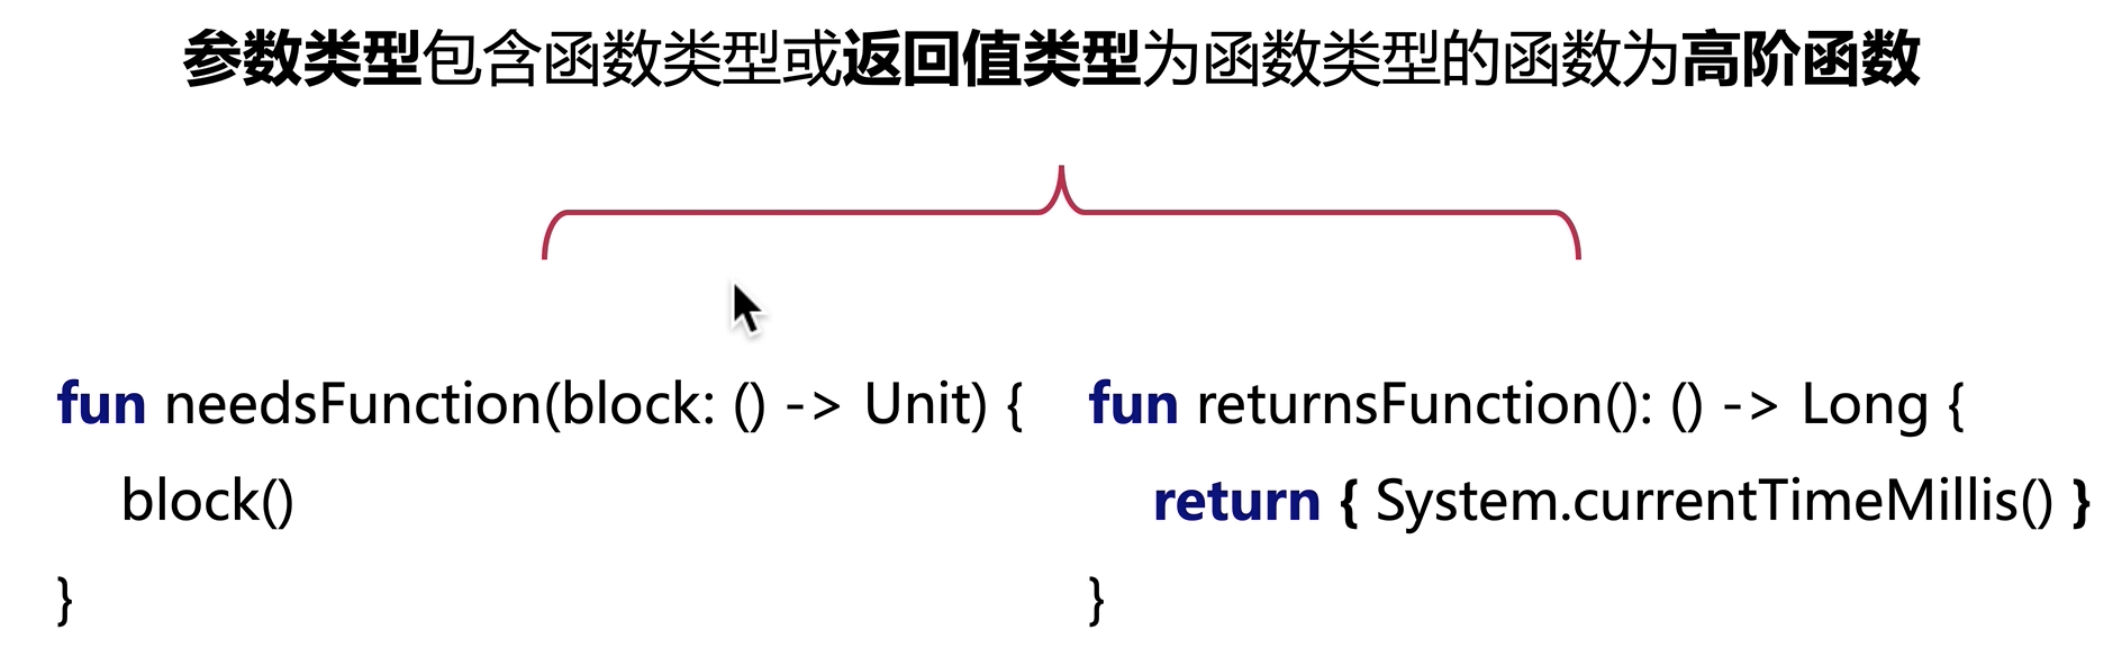 参数类型包含函数类型或返回值类型为函数类型的函数为高阶函数
fun needsFunction(block: () -> Unit) {
block()
}
fun returnsFunction(): () -> Long {
return { System.currentTimeMillis() }
}